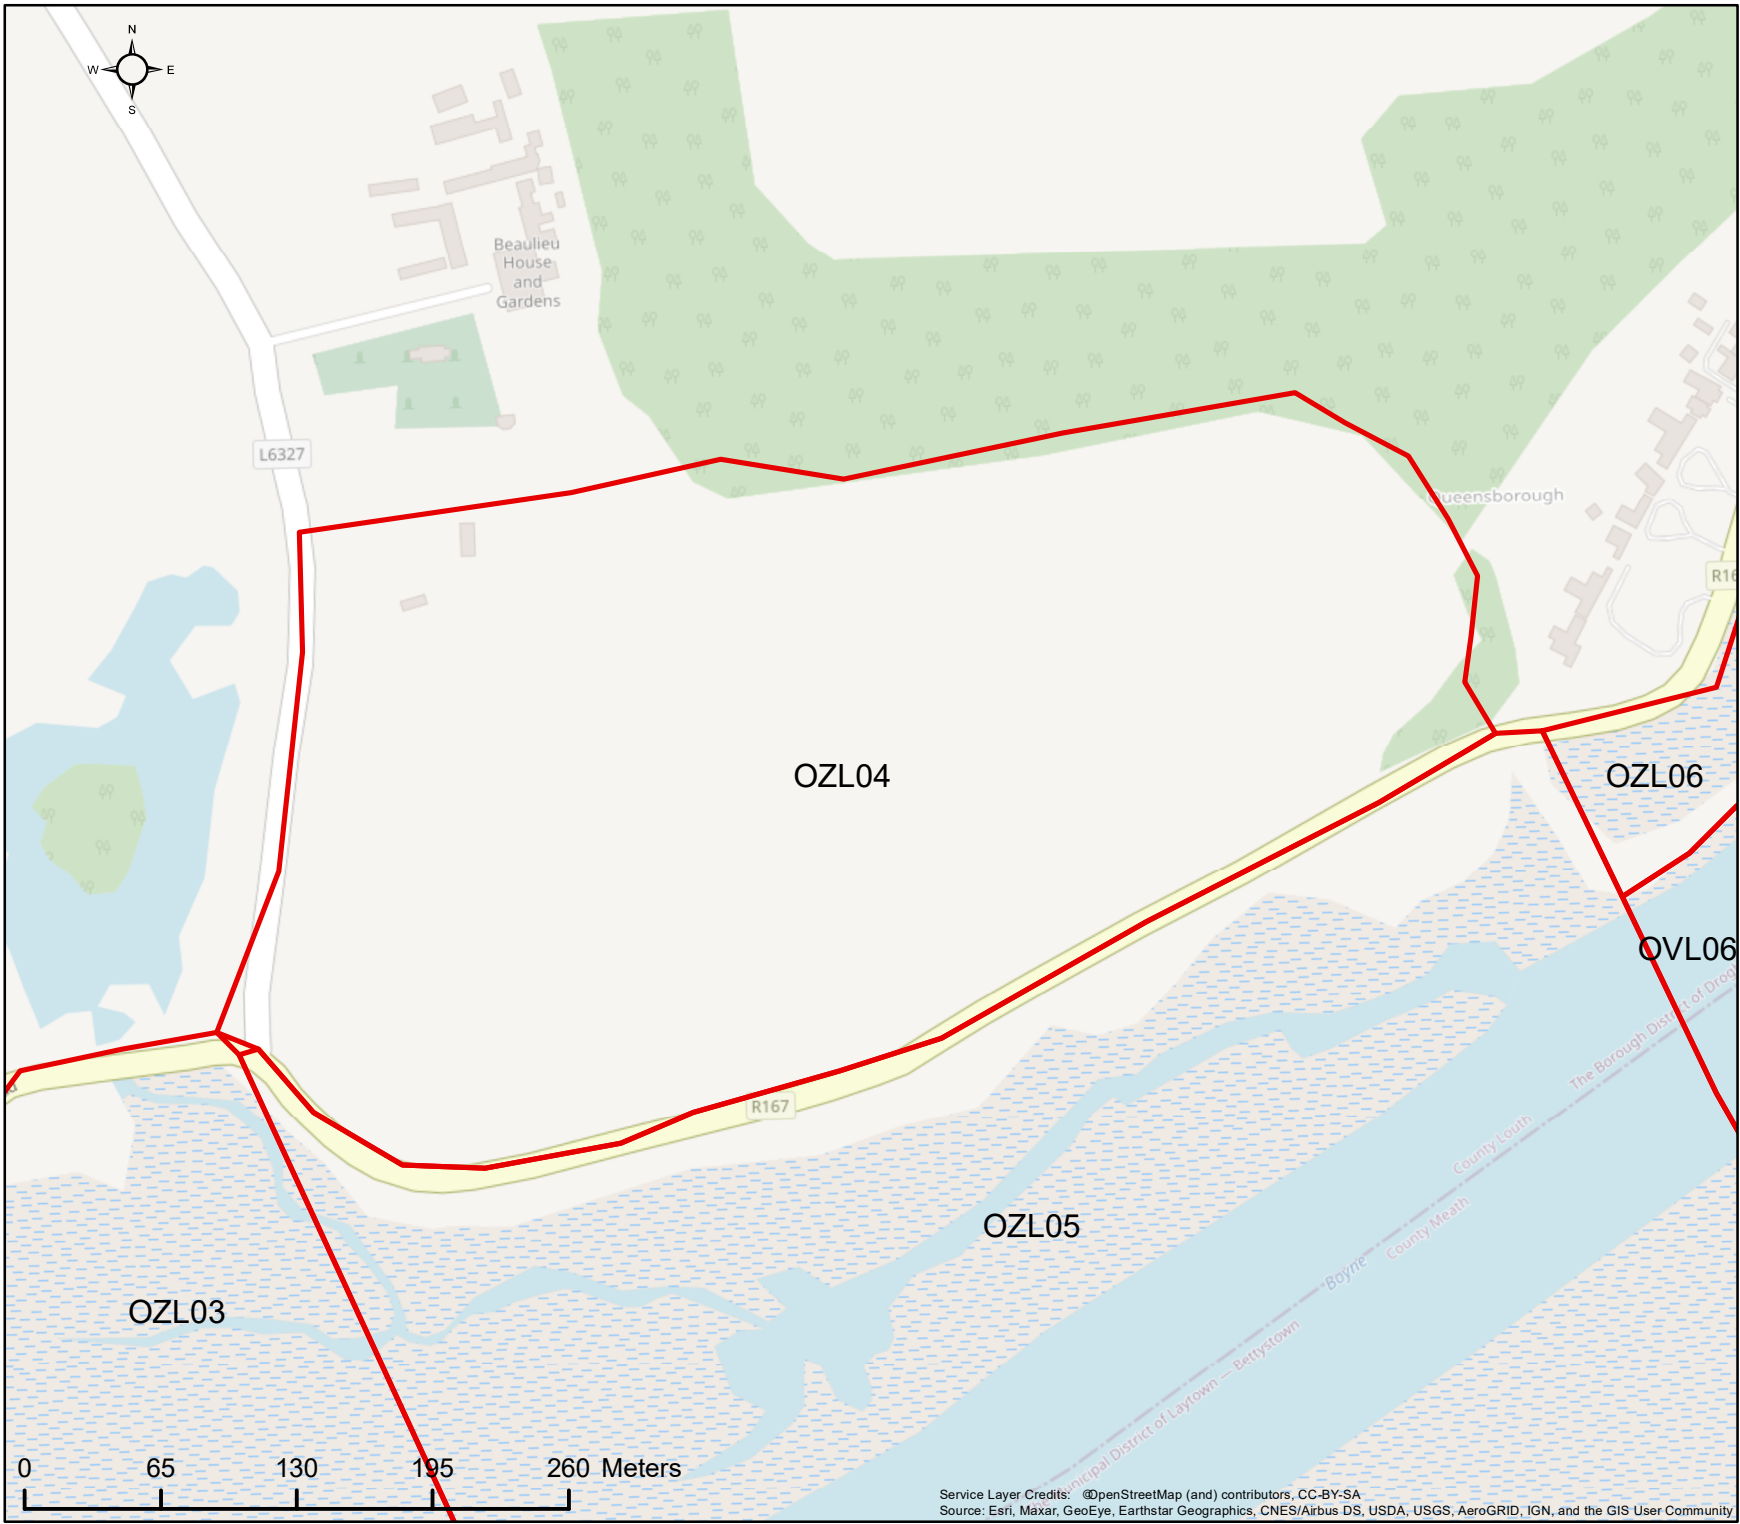 N
W E
S
Beaulieu
House
and
Gardens
L6327
Queensborough
R16
OZL04
OZL06
OVL06
The Borough District of Drog
R167
County Louth
County Meath
OZL05
Boyne
OZL03
Municipal District of Laytown — Bettystown
0 65 130 195 260 Meters
Service Layer Credits: ©OpenStreetMap (and) contributors, CC-BY-SA
Source: Esri, Maxar, GeoEye, Earthstar Geographics, CNES/Airbus DS, USDA, USGS, AeroGRID, IGN, and the GIS User Community